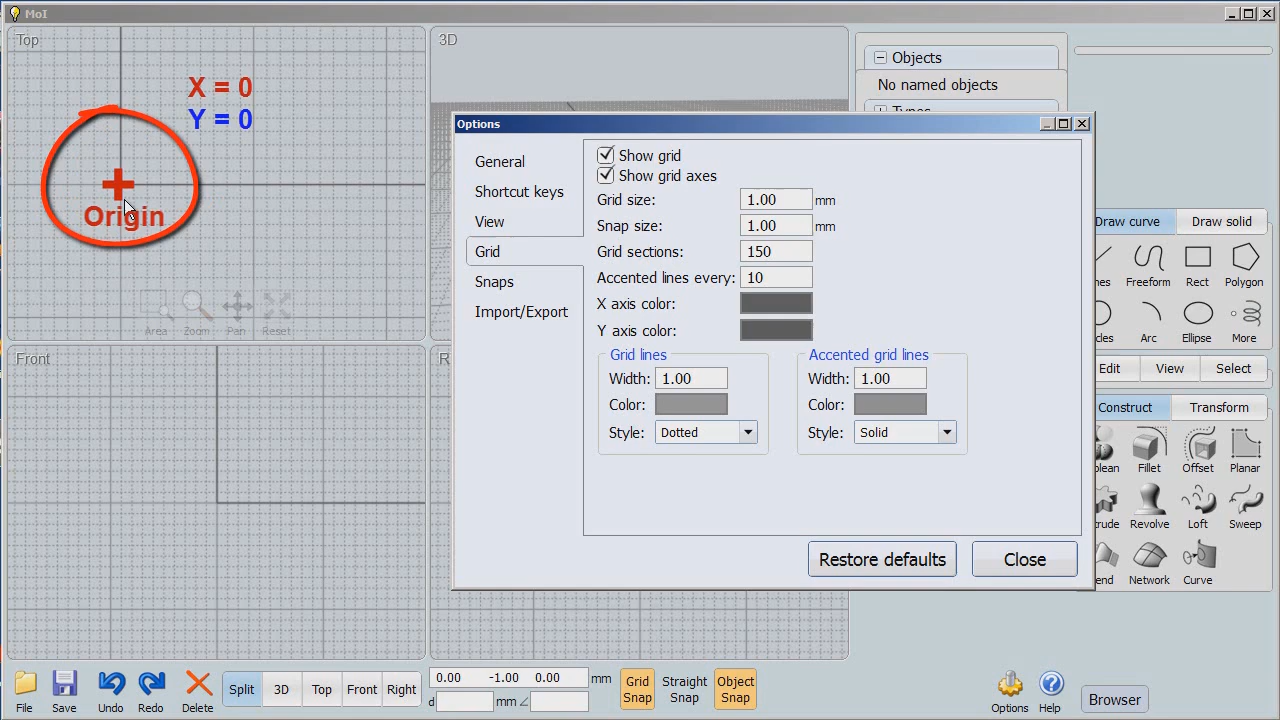 MoI
Top
X = 0
Y = 0
Origin
Area
Zoom
Pan
Reset
3D
Front
R
Objects
No named objects
Types
Options
General
Shortcut keys
View
Grid
Snaps
Import/Export
Show grid
Show grid axes
Grid size: 1.00 mm
Snap size: 1.00 mm
Grid sections: 150
Accented lines every: 10
X axis color:
Y axis color:
Grid lines
Width: 1.00
Color:
Style: Dotted
Accented grid lines
Width: 1.00
Color:
Style: Solid
Restore defaults
Close
Draw curve
Draw solid
nes
Freeform
Rect
Polygon
cles
Arc
Ellipse
More
Edit
View
Select
Construct
Transform
olean
Fillet
Offset
Planar
rude
Revolve
Loft
Sweep
end
Network
Curve
File
Save
Undo
Redo
Delete
Split
3D
Top
Front
Right
0.00 -1.00 0.00 mm
d mm ∠
Grid Snap
Straight Snap
Object Snap
Options
Help
Browser